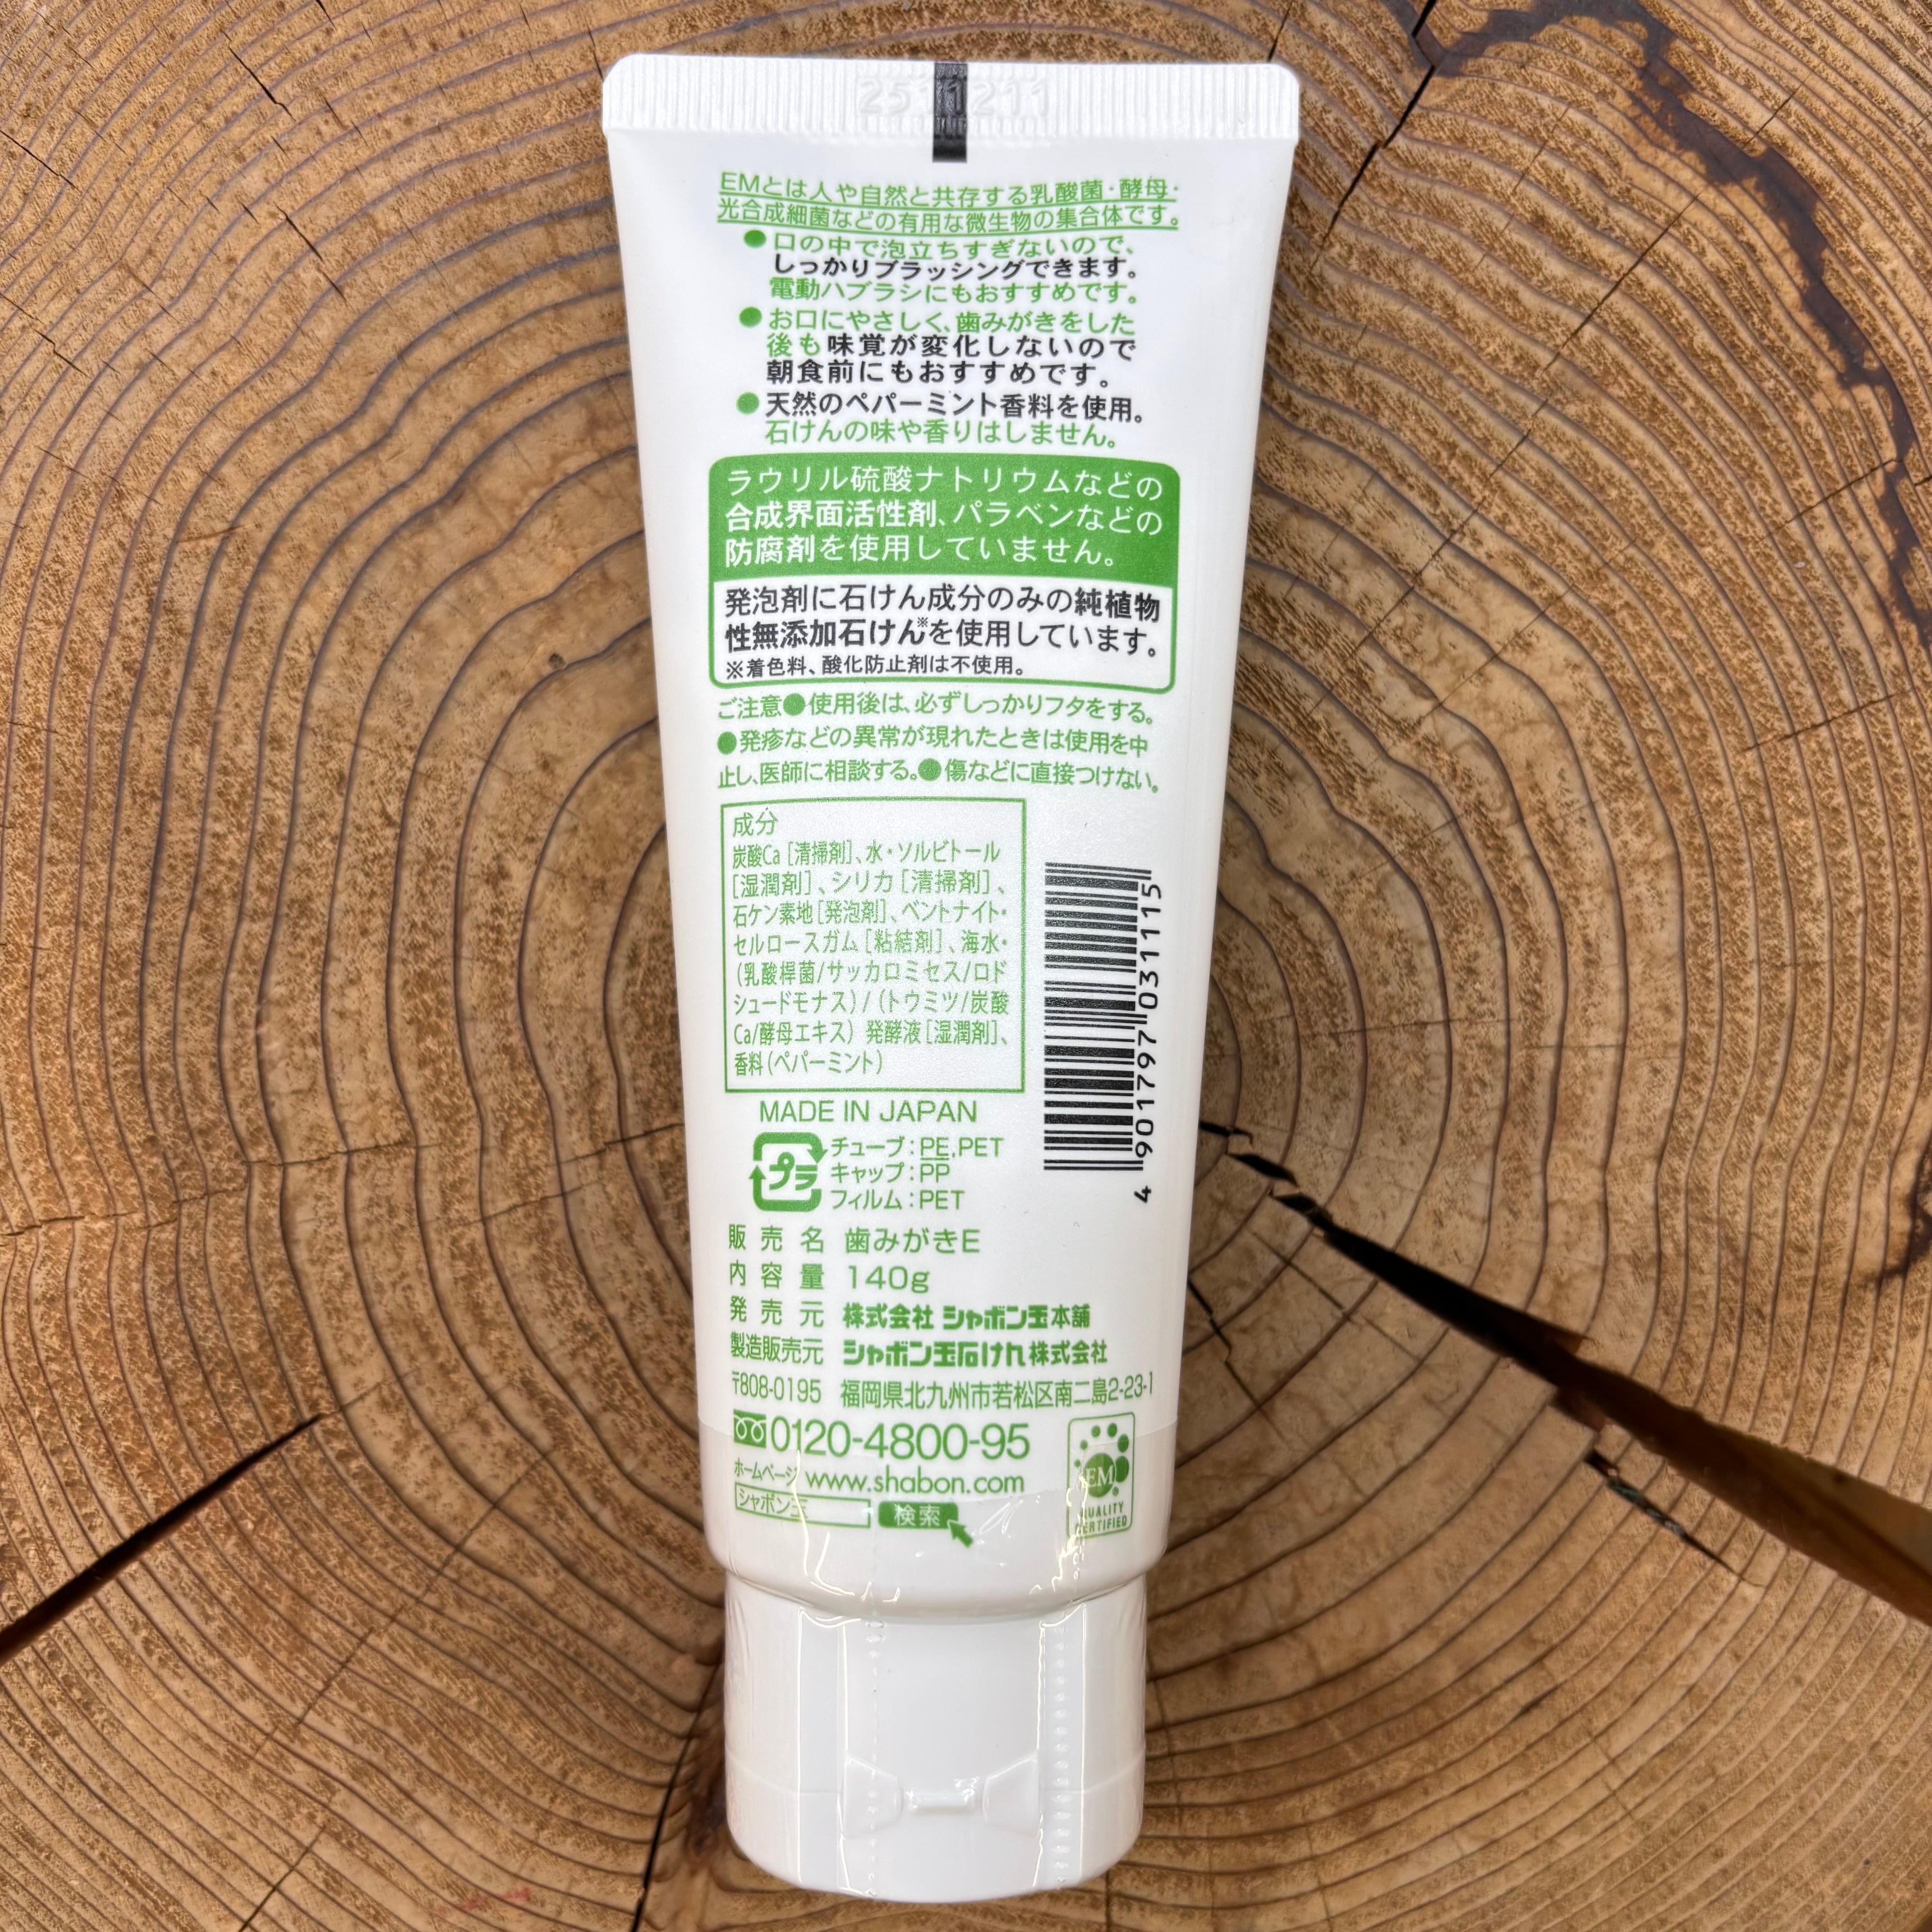 2511211
EMとは人や自然と共存する乳酸菌・酵母・
光合成細菌などの有用な微生物の集合体です。
●口の中で泡立ちすぎないので、
しっかりブラッシングできます。
電動ハブラシにもおすすめです。
●お口にやさしく、歯みがきをした
後も味覚が変化しないので
朝食前にもおすすめです。
●天然のペパーミント香料を使用。
石けんの味や香りはしません。
ラウリル硫酸ナトリウムなどの
合成界面活性剤、パラベンなどの
防腐剤を使用していません。
発泡剤に石けん成分のみの純植物
性無添加石けん※を使用しています。
※着色料、酸化防止剤は不使用。
ご注意●使用後は、必ずしっかりフタをする。
●発疹などの異常が現れたときは使用を中
止し、医師に相談する。●傷などに直接つけない。
成分
炭酸Ca［清掃剤］、水・ソルビトール
［湿潤剤］、シリカ［清掃剤］、
石ケン素地［発泡剤］、ベントナイト・
セルロースガム［粘結剤］、海水・
（乳酸桿菌/サッカロミセス/ロド
シュードモナス）/（トウミツ/炭酸
Ca/酵母エキス）発酵液［湿潤剤］、
香料（ペパーミント）
4 901797 031115
MADE IN JAPAN
プラ
チューブ：PE,PET
キャップ：PP
フィルム：PET
販売名 歯みがきE
内容量 140g
発売元 株式会社 シャボン玉本舗
製造販売元 シャボン玉石けん株式会社
〒808-0195 福岡県北九州市若松区南二島2-23-1
0120-4800-95
ホームページ www.shabon.com
シャボン玉 検索
EM®
QUALITY
CERTIFIED